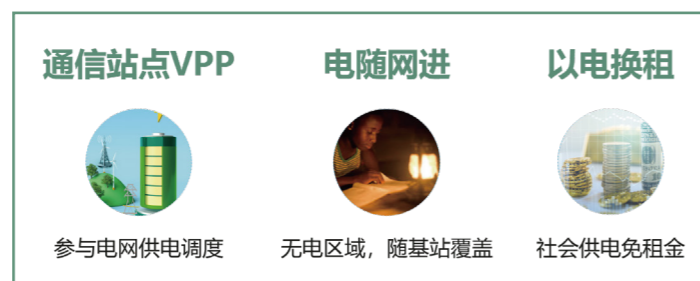 通信站点VPP
电随网进
以电换租
参与电网供电调度
无电区域，随基站覆盖
社会供电免租金